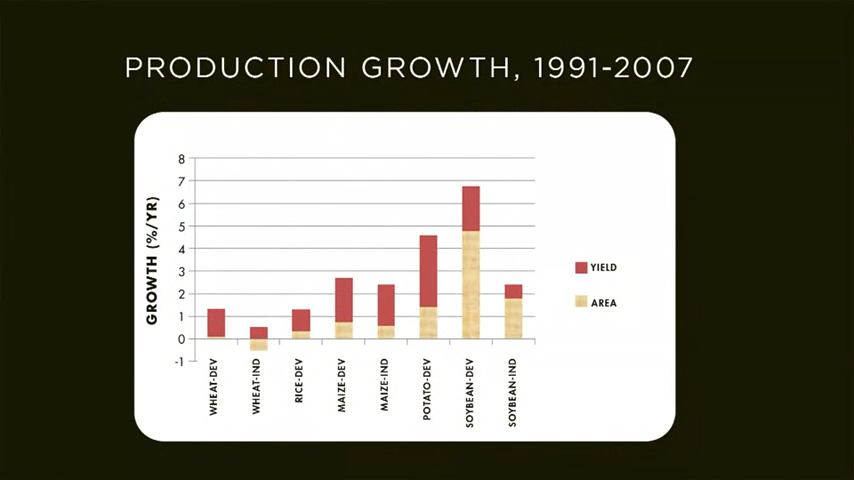 PRODUCTION GROWTH, 1991-2007
GROWTH (%/YR)
8
7
6
5
4
3
2
1
0
-1
WHEAT-DEV
WHEAT-IND
RICE-DEV
MAIZE-DEV
MAIZE-IND
POTATO-DEV
SOYBEAN-DEV
SOYBEAN-IND
YIELD
AREA